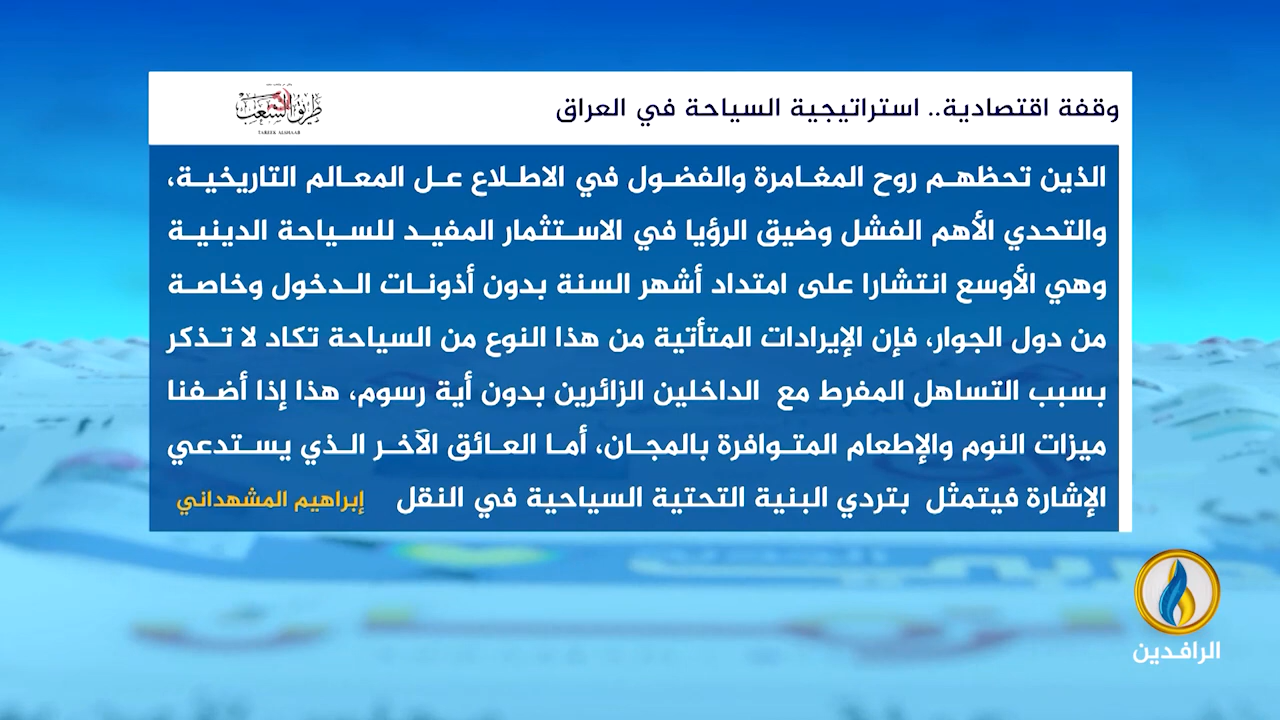 وقفة اقتصادية.. استراتيجية السياحة في العراق
طريق الشعب
TAREEK ALSHAAB
الذين تحظهم روح المغامرة والفضول في الاطلاع عل المعالم التاريخية،
والتحدي الأهم الفشل وضيق الرؤيا في الاستثمار المفيد للسياحة الدينية
وهي الأوسع انتشارا على امتداد أشهر السنة بدون أذونات الدخول وخاصة
من دول الجوار، فإن الإيرادات المتأتية من هذا النوع من السياحة تكاد لا تذكر
بسبب التساهل المفرط مع الداخلين الزائرين بدون أية رسوم، هذا إذا أضفنا
ميزات النوم والإطعام المتوافرة بالمجان، أما العائق الآخر الذي يستدعي
الإشارة فيتمثل بتردي البنية التحتية السياحية في النقل
إبراهيم المشهداني
الرافدين